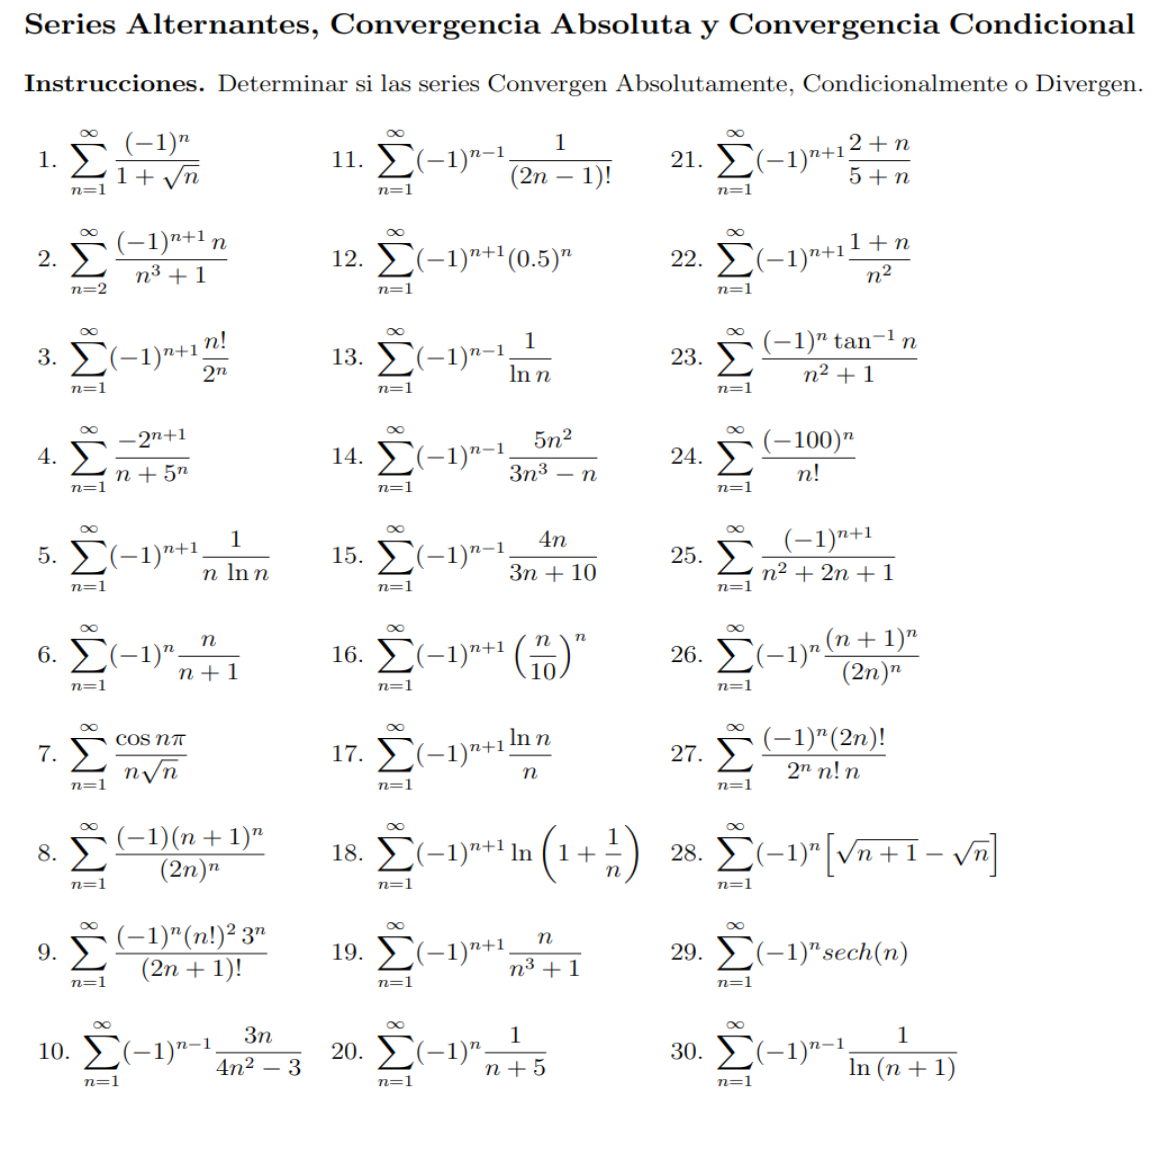 Series Alternantes, Convergencia Absoluta y Convergencia Condicional
Instrucciones. Determinar si las series Convergen Absolutamente, Condicionalmente o Divergen.
1. $\sum_{n=1}^{\infty} \frac{(-1)^n}{1+\sqrt{n}}$
2. $\sum_{n=2}^{\infty} \frac{(-1)^{n+1}\, n}{n^3+1}$
3. $\sum_{n=1}^{\infty} (-1)^{n+1} \frac{n!}{2^n}$
4. $\sum_{n=1}^{\infty} \frac{-2^{n+1}}{n+5^n}$
5. $\sum_{n=1}^{\infty} (-1)^{n+1} \frac{1}{n \ln n}$
6. $\sum_{n=1}^{\infty} (-1)^n \frac{n}{n+1}$
7. $\sum_{n=1}^{\infty} \frac{\cos n\pi}{n\sqrt{n}}$
8. $\sum_{n=1}^{\infty} \frac{(-1)(n+1)^n}{(2n)^n}$
9. $\sum_{n=1}^{\infty} \frac{(-1)^n (n!)^2\, 3^n}{(2n+1)!}$
10. $\sum_{n=1}^{\infty} (-1)^{n-1} \frac{3n}{4n^2-3}$
11. $\sum_{n=1}^{\infty} (-1)^{n-1} \frac{1}{(2n-1)!}$
12. $\sum_{n=1}^{\infty} (-1)^{n+1} (0.5)^n$
13. $\sum_{n=1}^{\infty} (-1)^{n-1} \frac{1}{\ln n}$
14. $\sum_{n=1}^{\infty} (-1)^{n-1} \frac{5n^2}{3n^3-n}$
15. $\sum_{n=1}^{\infty} (-1)^{n-1} \frac{4n}{3n+10}$
16. $\sum_{n=1}^{\infty} (-1)^{n+1} \left(\frac{n}{10}\right)^n$
17. $\sum_{n=1}^{\infty} (-1)^{n+1} \frac{\ln n}{n}$
18. $\sum_{n=1}^{\infty} (-1)^{n+1} \ln\left(1+\frac{1}{n}\right)$
19. $\sum_{n=1}^{\infty} (-1)^{n+1} \frac{n}{n^3+1}$
20. $\sum_{n=1}^{\infty} (-1)^n \frac{1}{n+5}$
21. $\sum_{n=1}^{\infty} (-1)^{n+1} \frac{2+n}{5+n}$
22. $\sum_{n=1}^{\infty} (-1)^{n+1} \frac{1+n}{n^2}$
23. $\sum_{n=1}^{\infty} \frac{(-1)^n \tan^{-1} n}{n^2+1}$
24. $\sum_{n=1}^{\infty} \frac{(-100)^n}{n!}$
25. $\sum_{n=1}^{\infty} \frac{(-1)^{n+1}}{n^2+2n+1}$
26. $\sum_{n=1}^{\infty} (-1)^n \frac{(n+1)^n}{(2n)^n}$
27. $\sum_{n=1}^{\infty} \frac{(-1)^n (2n)!}{2^n\, n!\, n}$
28. $\sum_{n=1}^{\infty} (-1)^n \left[\sqrt{n+1}-\sqrt{n}\right]$
29. $\sum_{n=1}^{\infty} (-1)^n sech(n)$
30. $\sum_{n=1}^{\infty} (-1)^{n-1} \frac{1}{\ln(n+1)}$